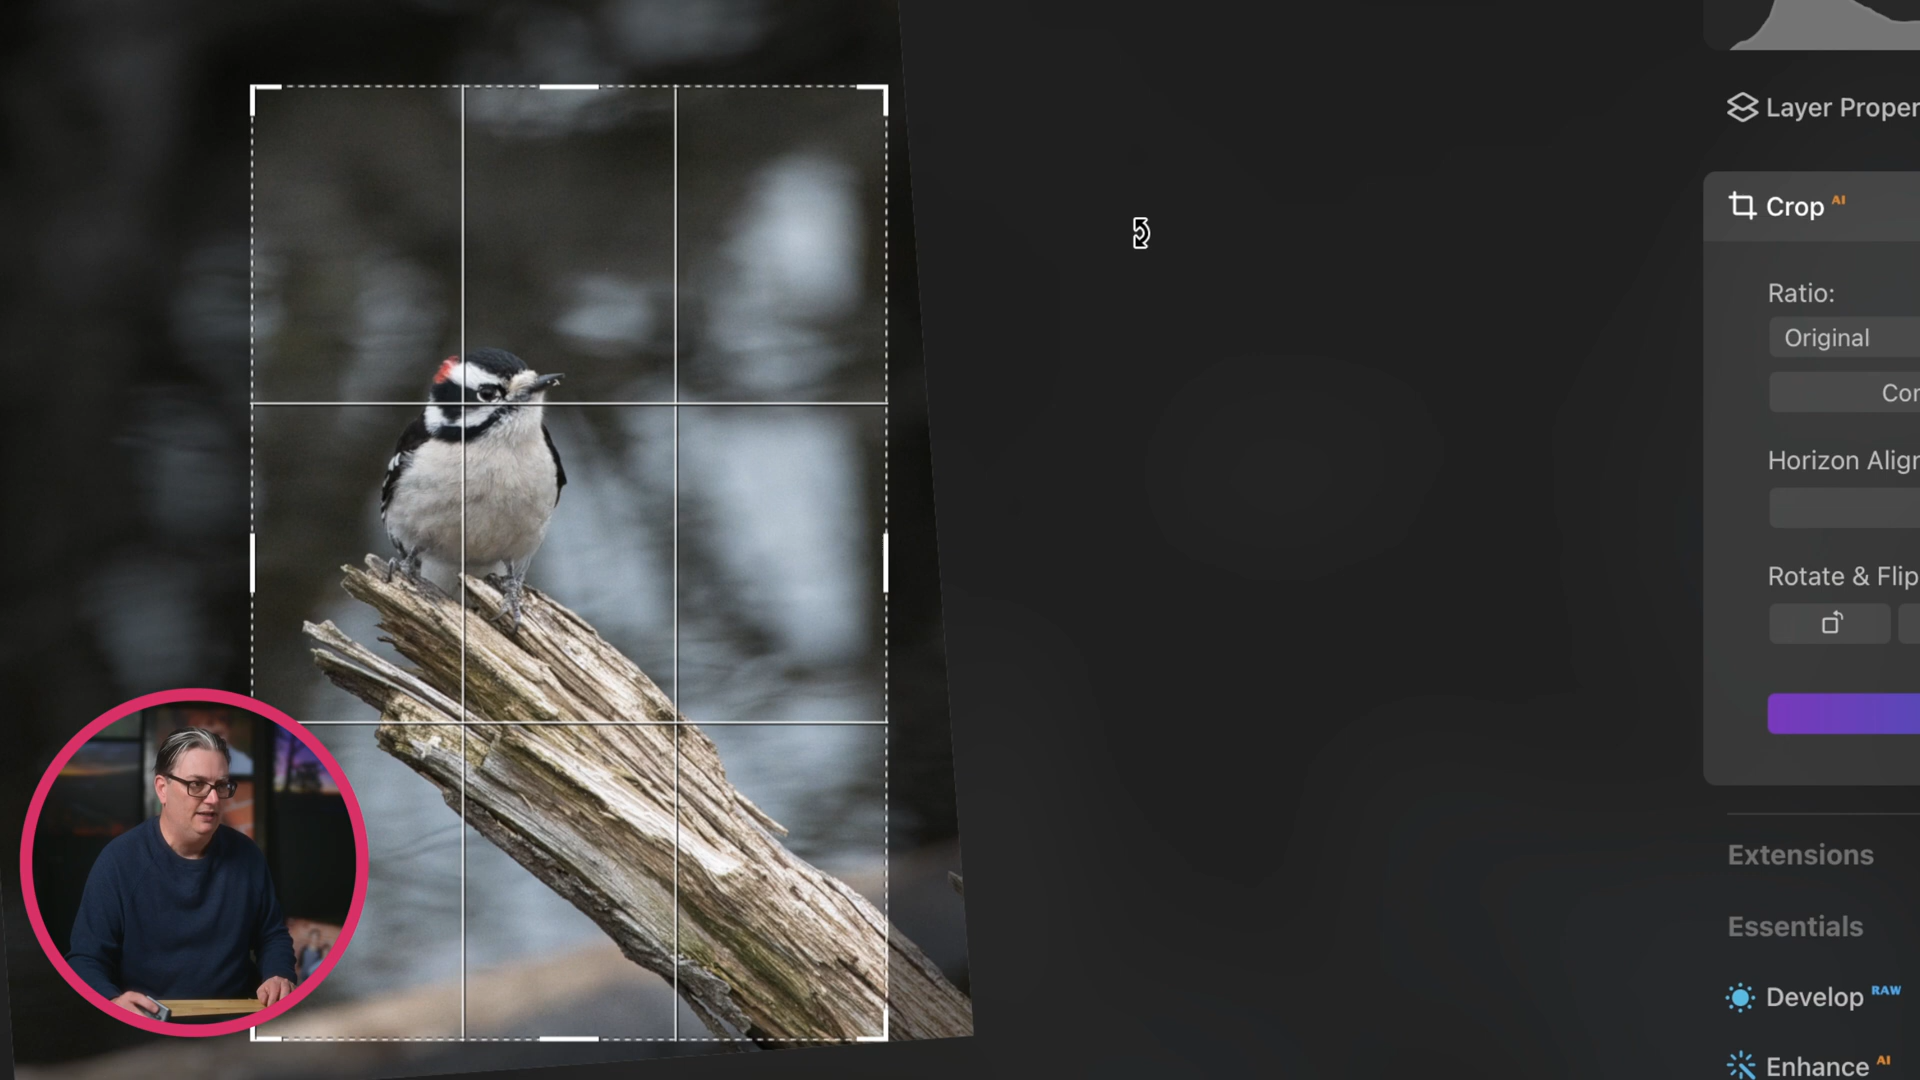 Layer Proper
Crop AI
Ratio:
Original
Cor
Horizon Align
Rotate & Flip
Extensions
Essentials
Develop RAW
Enhance AI